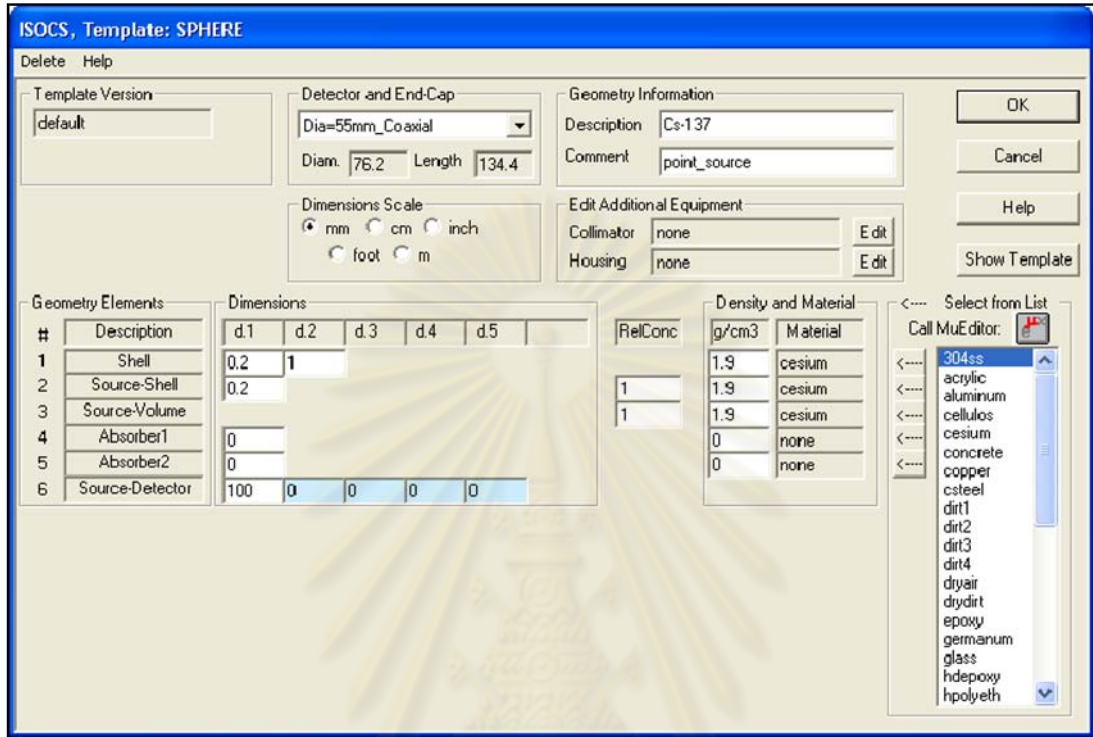 ISOCS, Template: SPHERE
Delete Help
Template Version
default
Detector and End-Cap
Dia=55mm_Coaxial
Diam. 76.2 Length 134.4
Geometry Information
Description Cs-137
Comment point_source
OK
Cancel
Help
Show Template
Dimensions Scale
mm cm inch
foot m
Edit Additional Equipment
Collimator none Edit
Housing none Edit
Geometry Elements Dimensions Density and Material <---- Select from List
# Description d.1 d.2 d.3 d.4 d.5 RelConc g/cm3 Material Call MuEditor:
1 Shell 0.2 1 1.9 cesium <----
2 Source-Shell 0.2 1 1.9 cesium <----
3 Source-Volume 1 1.9 cesium <----
4 Absorber1 0 0 none <----
5 Absorber2 0 0 none <----
6 Source-Detector 100 0 0 0 0
304ss
acrylic
aluminum
cellulos
cesium
concrete
copper
csteel
dirt1
dirt2
dirt3
dirt4
dryair
drydirt
epoxy
germanum
glass
hdepoxy
hpolyeth